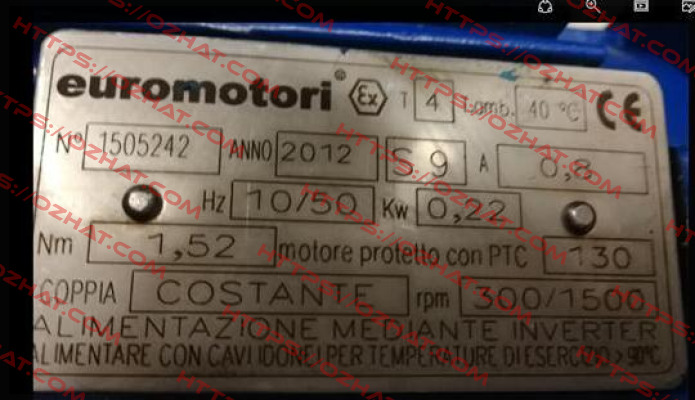 euromotori® Ex T 4 Tamb. 40 °C CE
N° 1505242 ANNO 2012 S 9 A 0,8
Hz 10/50 Kw 0,22
Nm 1,52 motore protetto con PTC 130
COPPIA COSTANTE rpm 300/1500
ALIMENTAZIONE MEDIANTE INVERTER
ALIMENTARE CON CAVI IDONEI PER TEMPERATURE DI ESERCIZIO > 90°C
HTTPS://OZHAT.COM